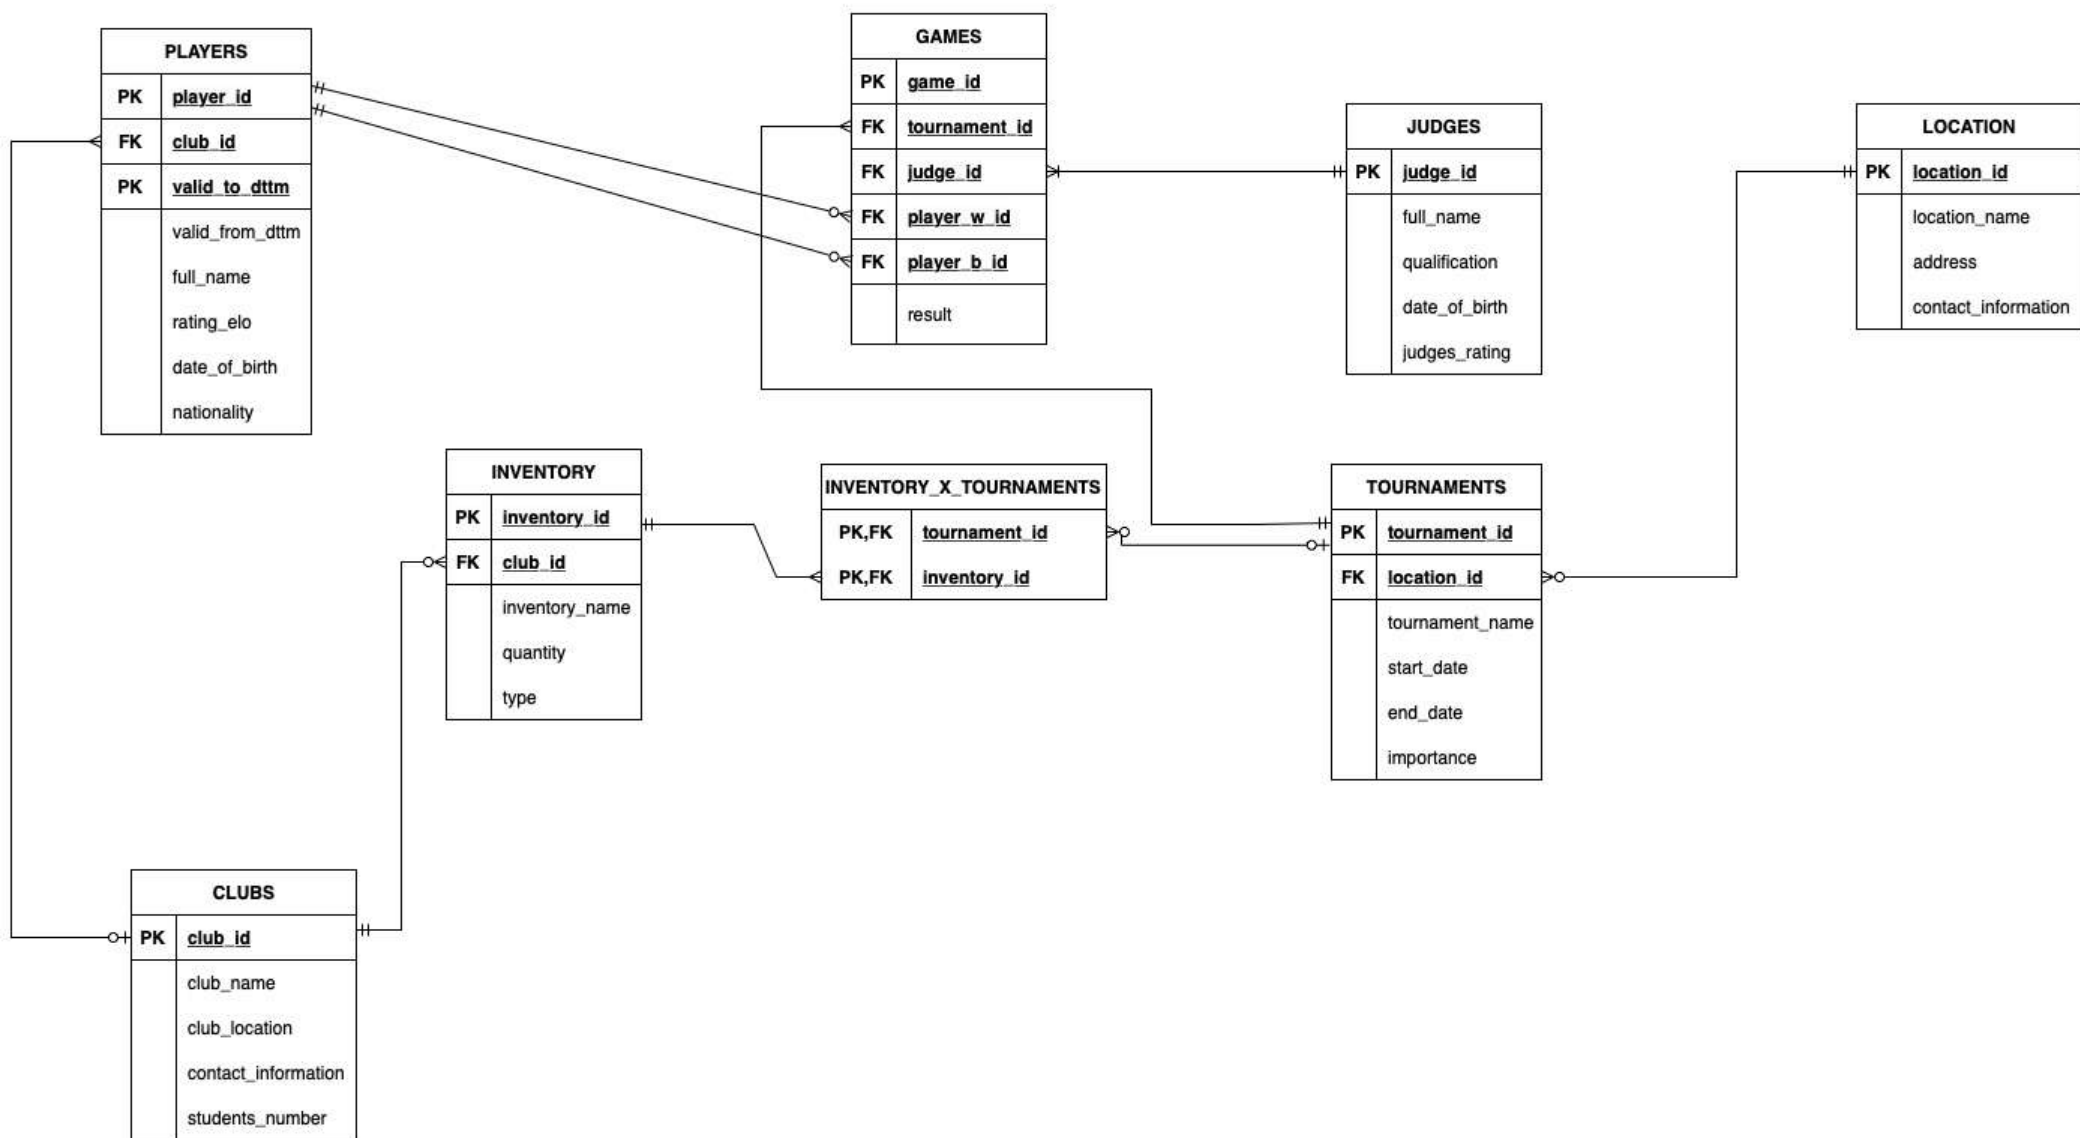 PLAYERS
PK player_id
FK club_id
PK valid_to_dttm
valid_from_dttm
full_name
rating_elo
date_of_birth
nationality
GAMES
PK game_id
FK tournament_id
FK judge_id
FK player_w_id
FK player_b_id
result
JUDGES
PK judge_id
full_name
qualification
date_of_birth
judges_rating
LOCATION
PK location_id
location_name
address
contact_information
INVENTORY
PK inventory_id
FK club_id
inventory_name
quantity
type
INVENTORY_X_TOURNAMENTS
PK,FK tournament_id
PK,FK inventory_id
TOURNAMENTS
PK tournament_id
FK location_id
tournament_name
start_date
end_date
importance
CLUBS
PK club_id
club_name
club_location
contact_information
students_number